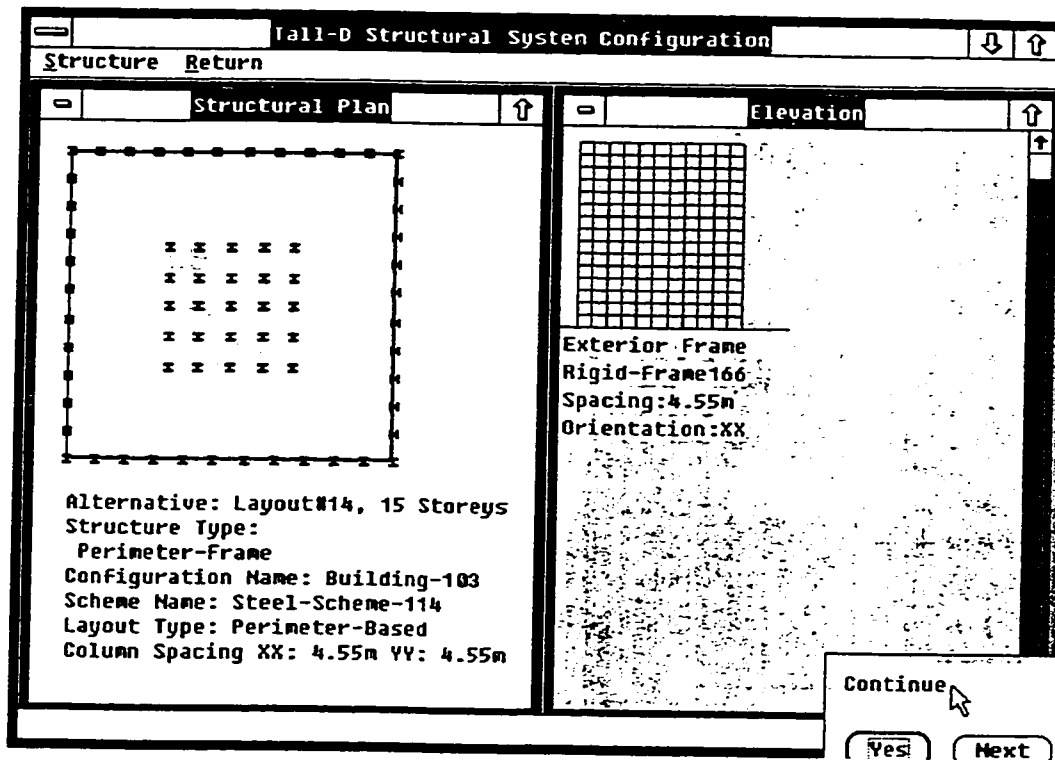 Tall-D Structural Systen Configuration
Structure Return
Structural Plan
Alternative: Layout#14, 15 Storeys
Structure Type:
Perimeter-Frame
Configuration Name: Building-103
Scheme Name: Steel-Scheme-114
Layout Type: Perimeter-Based
Column Spacing XX: 4.55m YY: 4.55m
Elevation
Exterior Frame
Rigid-Frame166
Spacing:4.55m
Orientation:XX
Continue
Yes Next